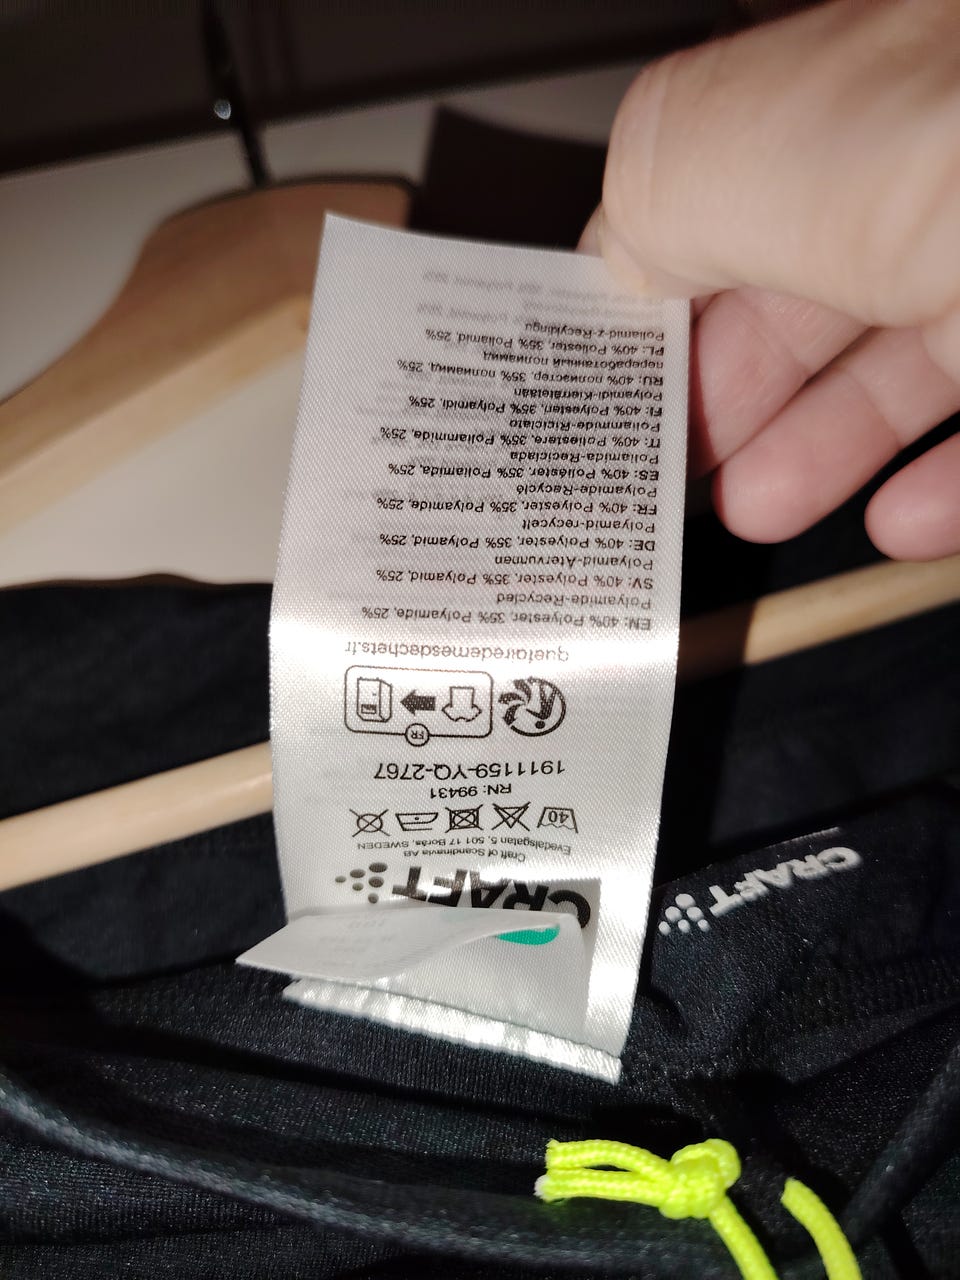 CRAFT
Craft of Scandinavia AB
Evedalsgatan 5, 501 17 Borås, SWEDEN
40
RN: 99431
1911159-YQ-2767
FR
Quefairedemesdechets.fr
EN: 40% Polyester, 35% Polyamide, 25%
Polyamide-Recycled
SV: 40% Polyester, 35% Polyamid, 25%
Polyamid-Återvunnen
DE: 40% Polyester, 35% Polyamid, 25%
Polyamid-recycelt
FR: 40% Polyester, 35% Polyamide, 25%
Polyamide-Recyclé
ES: 40% Poliéster, 35% Poliamida, 25%
Poliamida-Reciclada
IT: 40% Poliestere, 35% Poliammide, 25%
Poliammide-Riciclato
FI: 40% Polyesteri, 35% Polyamidi, 25%
Polyamidi-Kierrätetään
RU: 40% полиэстер, 35% полиамид, 25%
переработанный полиамид
PL: 40% Poliester, 35% Poliamid, 25%
Poliamid-z-Recyklingu
CRAFT